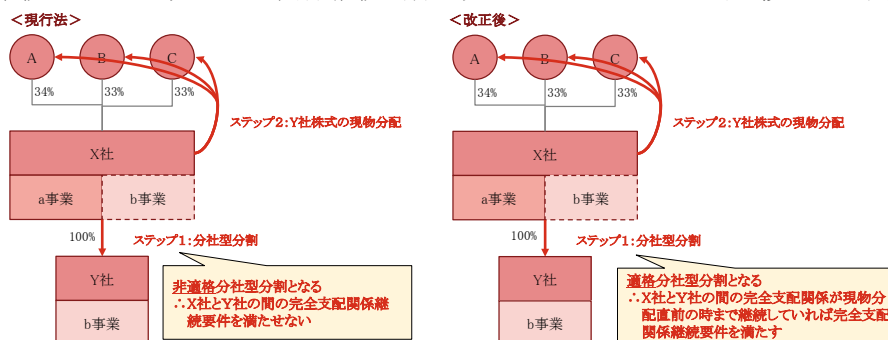 <現行法>
A
B
C
34%
33%
33%
ステップ2:Y社株式の現物分配
X社
a事業
b事業
100%
ステップ1:分社型分割
Y社
b事業
非適格分社型分割となる
∴X社とY社の間の完全支配関係継
続要件を満たせない
<改正後>
A
B
C
34%
33%
33%
ステップ2:Y社株式の現物分配
X社
a事業
b事業
100%
ステップ1:分社型分割
Y社
b事業
適格分社型分割となる
∴X社とY社の間の完全支配関係が現物分
配直前の時まで継続していれば完全支配
関係継続要件を満たす